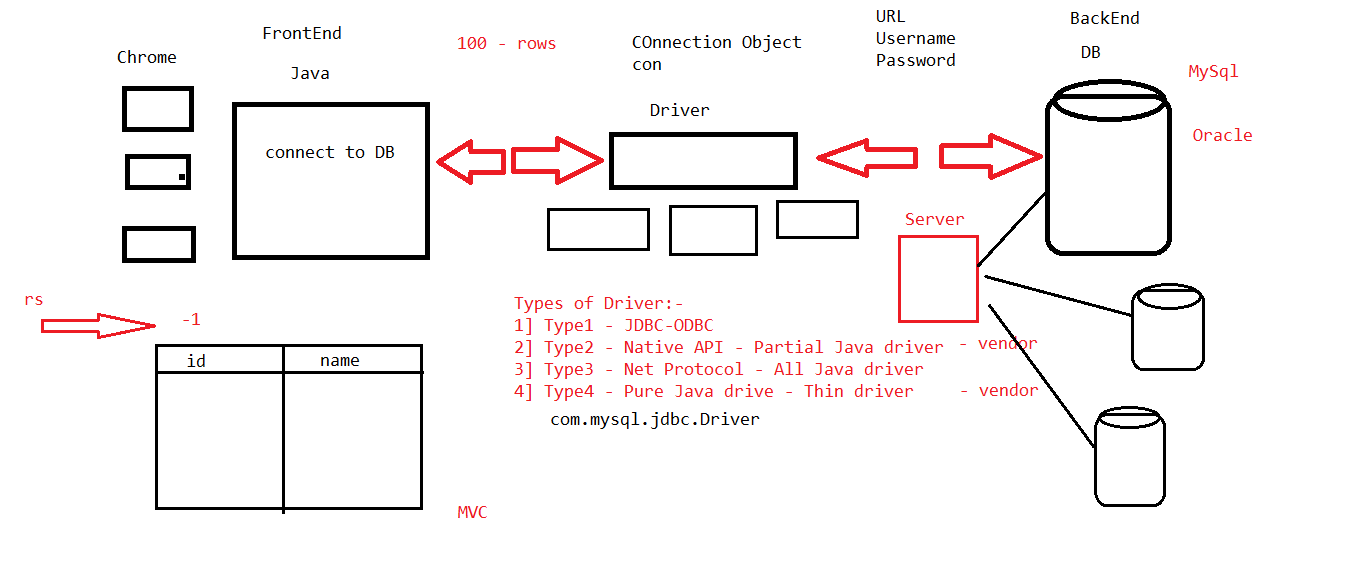 Chrome
FrontEnd
Java
connect to DB
100 - rows
COnnection Object
con
Driver
URL
Username
Password
BackEnd
DB
MySql
Oracle
Server
rs
-1
id name
Types of Driver:-
1] Type1 - JDBC-ODBC
2] Type2 - Native API - Partial Java driver - vendor
3] Type3 - Net Protocol - All Java driver
4] Type4 - Pure Java drive - Thin driver - vendor
com.mysql.jdbc.Driver
MVC